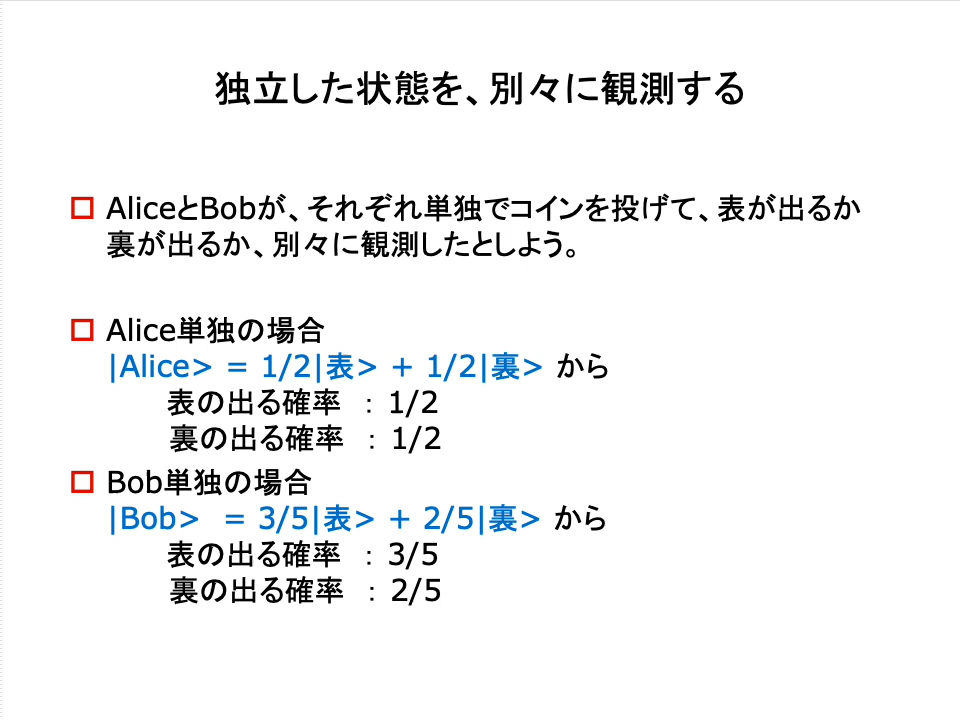 独立した状態を、別々に観測する
AliceとBobが、それぞれ単独でコインを投げて、表が出るか
裏が出るか、別々に観測したとしよう。
Alice単独の場合
|Alice> = 1/2|表> + 1/2|裏> から
表の出る確率 : 1/2
裏の出る確率 : 1/2
Bob単独の場合
|Bob> = 3/5|表> + 2/5|裏> から
表の出る確率 : 3/5
裏の出る確率 : 2/5